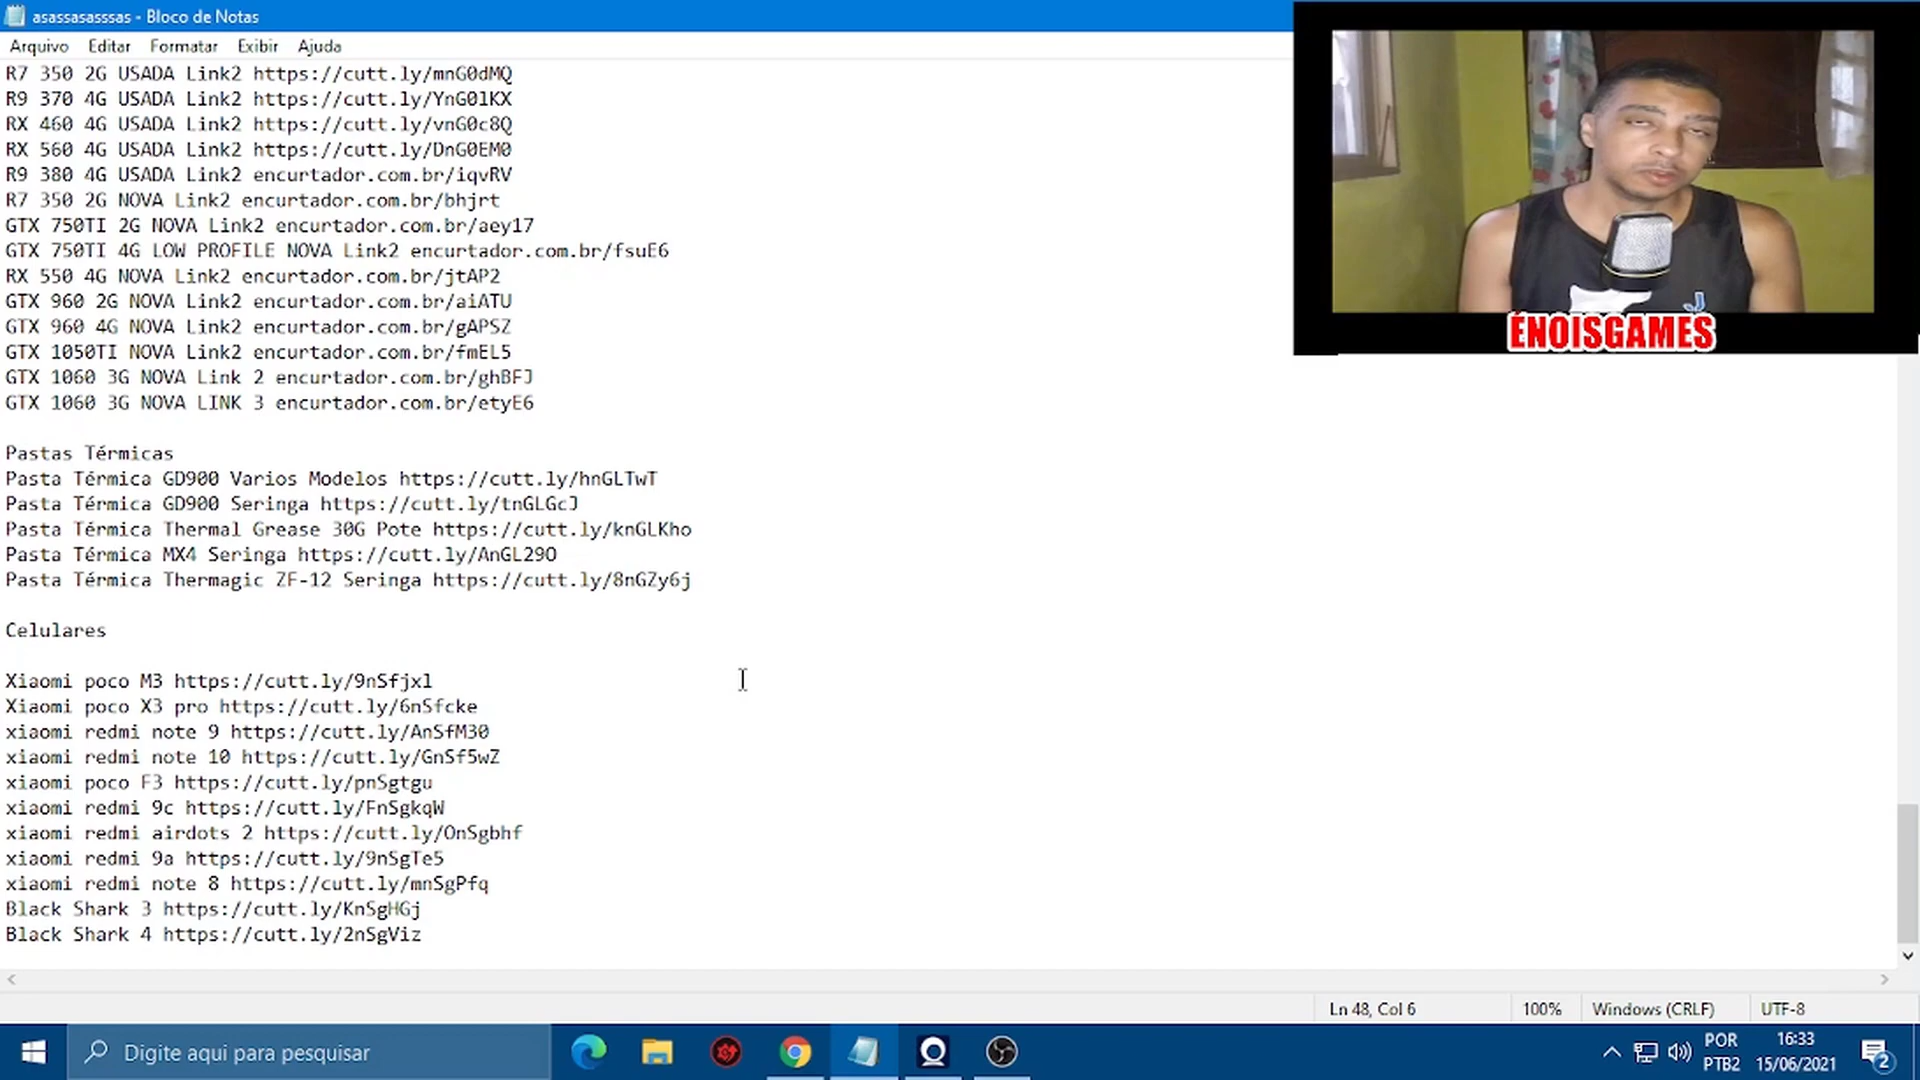 asassasasssas - Bloco de Notas
Arquivo Editar Formatar Exibir Ajuda
R7 350 2G USADA Link2 https://cutt.ly/mnG0dMQ
R9 370 4G USADA Link2 https://cutt.ly/YnG0lKX
RX 460 4G USADA Link2 https://cutt.ly/vnG0c8Q
RX 560 4G USADA Link2 https://cutt.ly/DnG0EM0
R9 380 4G USADA Link2 encurtador.com.br/iqvRV
R7 350 2G NOVA Link2 encurtador.com.br/bhjrt
GTX 750TI 2G NOVA Link2 encurtador.com.br/aey17
GTX 750TI 4G LOW PROFILE NOVA Link2 encurtador.com.br/fsuE6
RX 550 4G NOVA Link2 encurtador.com.br/jtAP2
GTX 960 2G NOVA Link2 encurtador.com.br/aiATU
GTX 960 4G NOVA Link2 encurtador.com.br/gAPSZ
GTX 1050TI NOVA Link2 encurtador.com.br/fmEL5
GTX 1060 3G NOVA Link 2 encurtador.com.br/ghBFJ
GTX 1060 3G NOVA LINK 3 encurtador.com.br/etyE6
Pastas Térmicas
Pasta Térmica GD900 Varios Modelos https://cutt.ly/hnGLTwT
Pasta Térmica GD900 Seringa https://cutt.ly/tnGLGcJ
Pasta Térmica Thermal Grease 30G Pote https://cutt.ly/knGLKho
Pasta Térmica MX4 Seringa https://cutt.ly/AnGL29O
Pasta Térmica Thermagic ZF-12 Seringa https://cutt.ly/8nGZy6j
Celulares
Xiaomi poco M3 https://cutt.ly/9nSfjxl
Xiaomi poco X3 pro https://cutt.ly/6nSfcke
xiaomi redmi note 9 https://cutt.ly/AnSfM30
xiaomi redmi note 10 https://cutt.ly/GnSf5wZ
xiaomi poco F3 https://cutt.ly/pnSgtgu
xiaomi redmi 9c https://cutt.ly/FnSgkqW
xiaomi redmi airdots 2 https://cutt.ly/OnSgbhf
xiaomi redmi 9a https://cutt.ly/9nSgTe5
xiaomi redmi note 8 https://cutt.ly/mnSgPfq
Black Shark 3 https://cutt.ly/KnSgHGj
Black Shark 4 https://cutt.ly/2nSgViz
ÉNOISGAMES
Ln 48, Col 6 100% Windows (CRLF) UTF-8
Digite aqui para pesquisar
POR
PTB2
16:33
15/06/2021
2